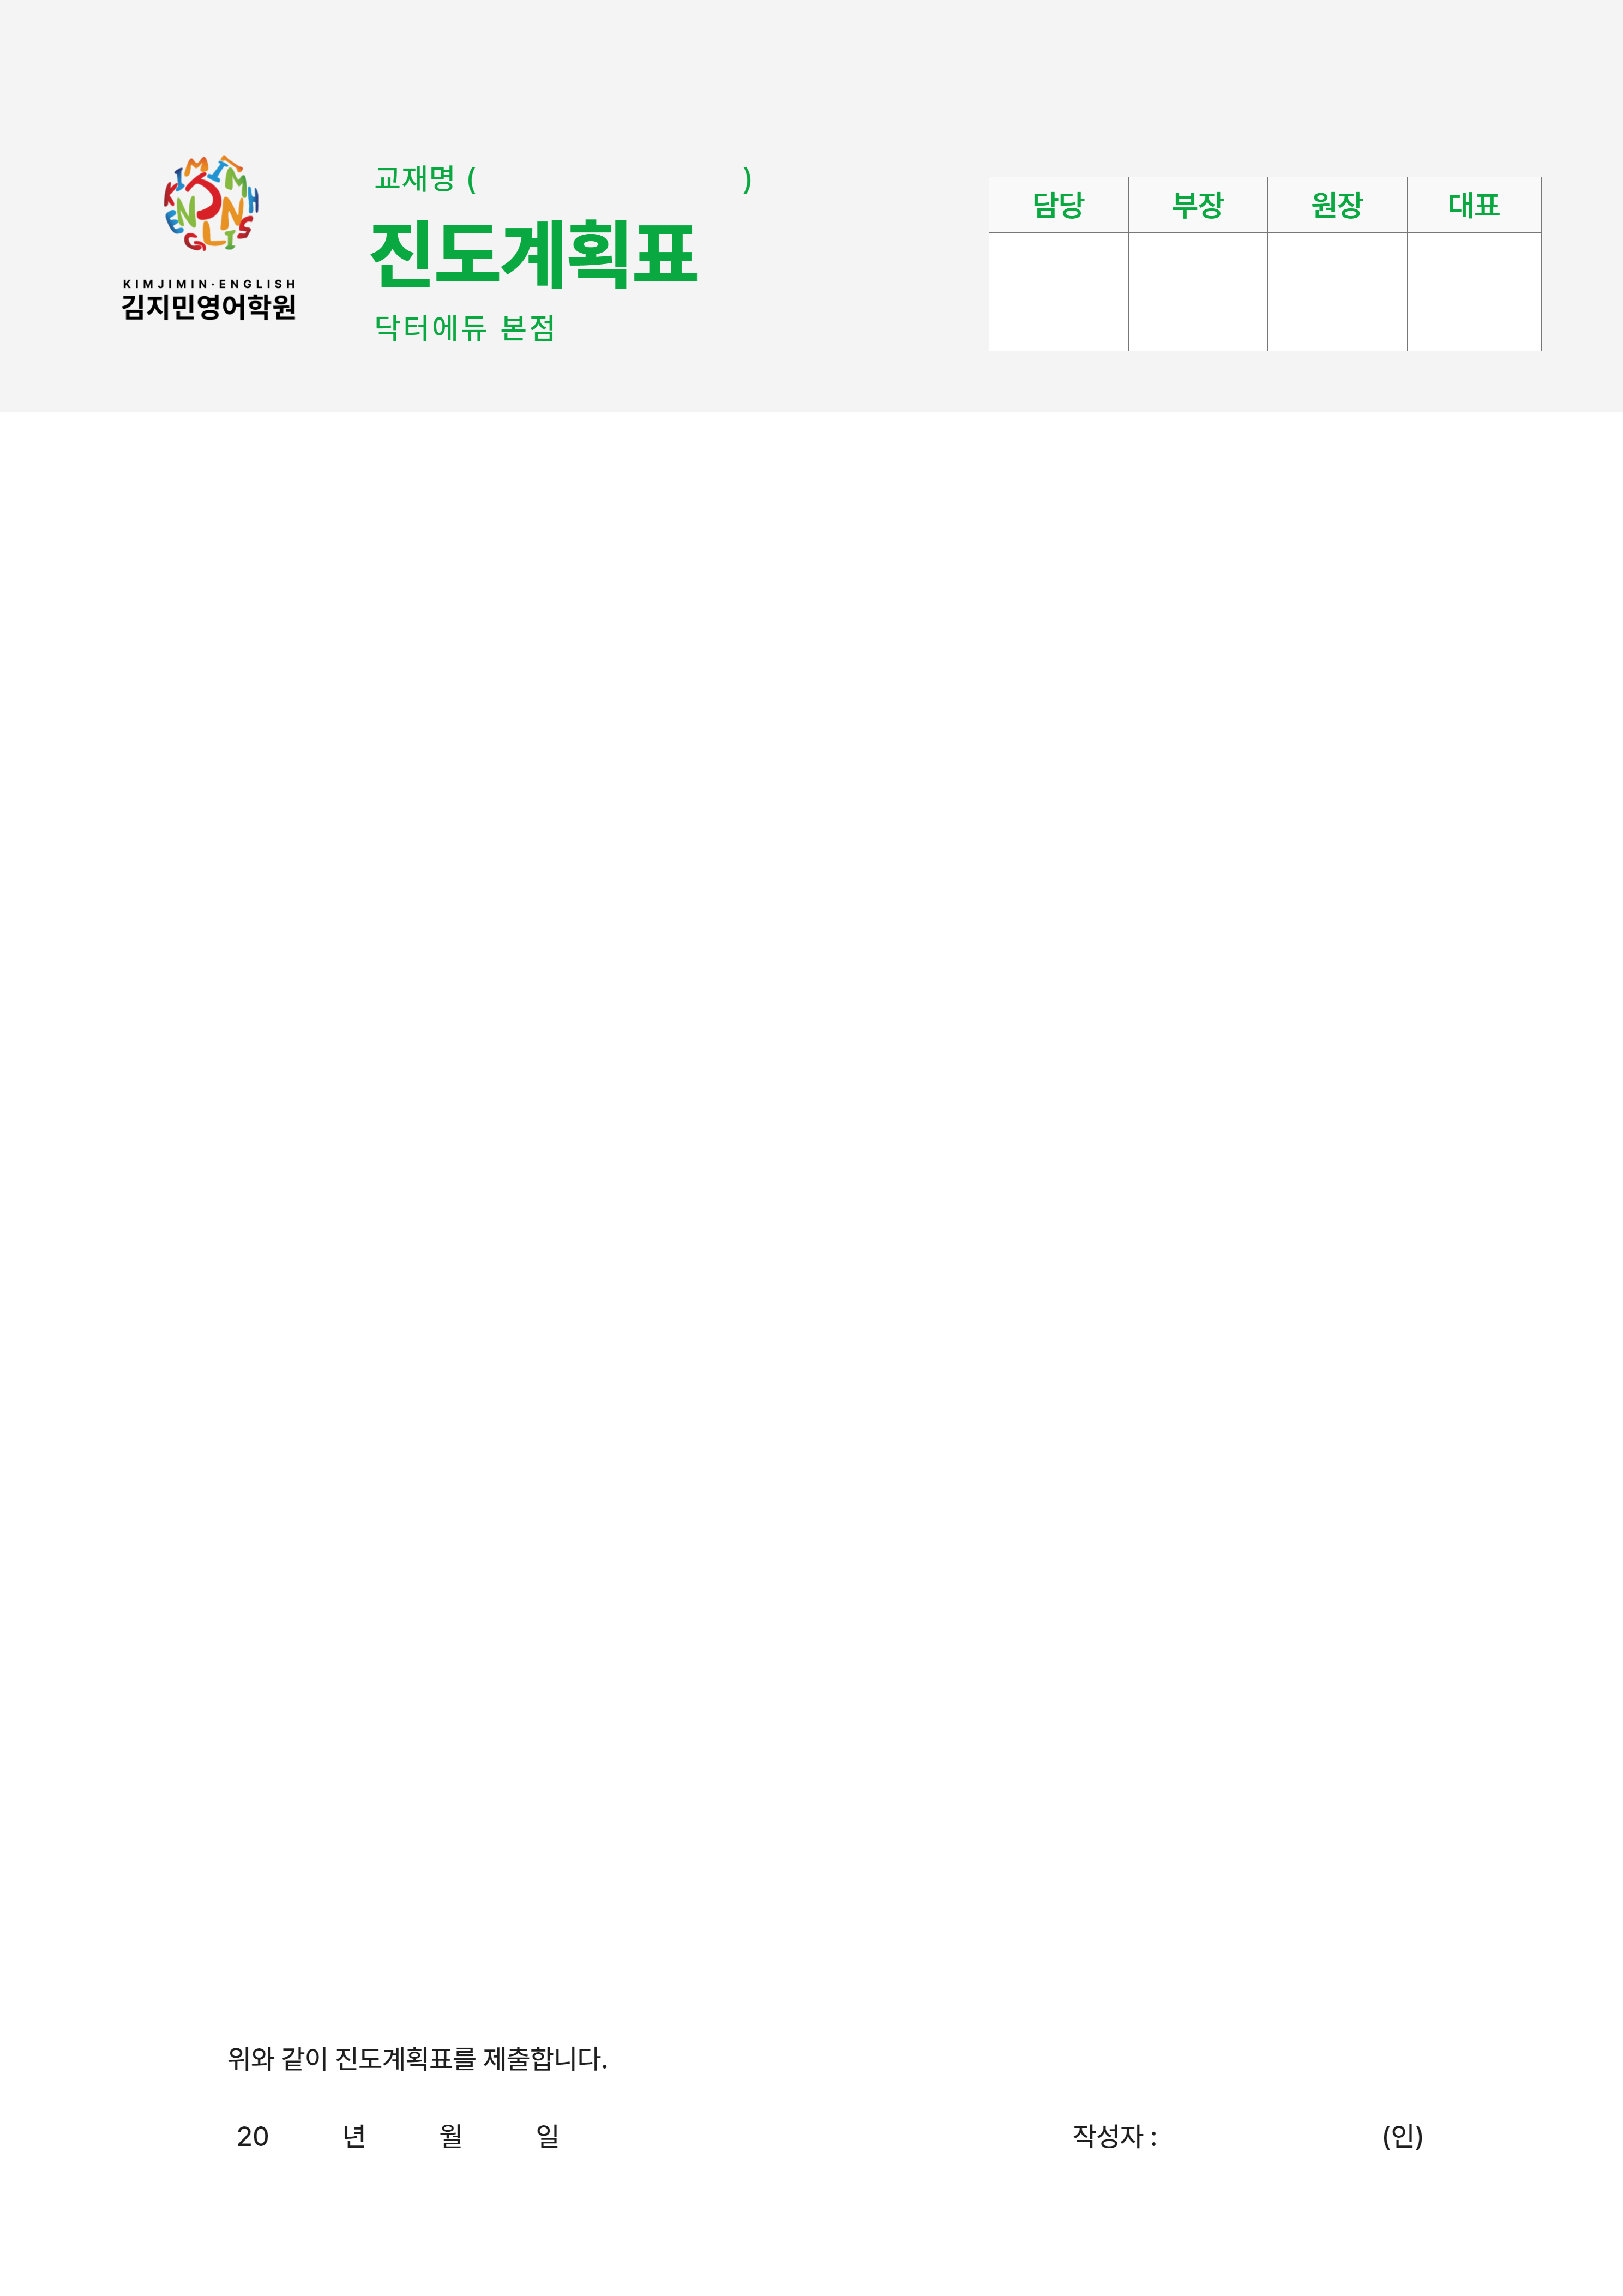 KIMJIMIN ENGLISH
KIMJIMIN·ENGLISH
김지민영어학원
교재명 ( )
진도계획표
닥터에듀 본점
담당 부장 원장 대표
위와 같이 진도계획표를 제출합니다.
20 년 월 일
작성자 : (인)